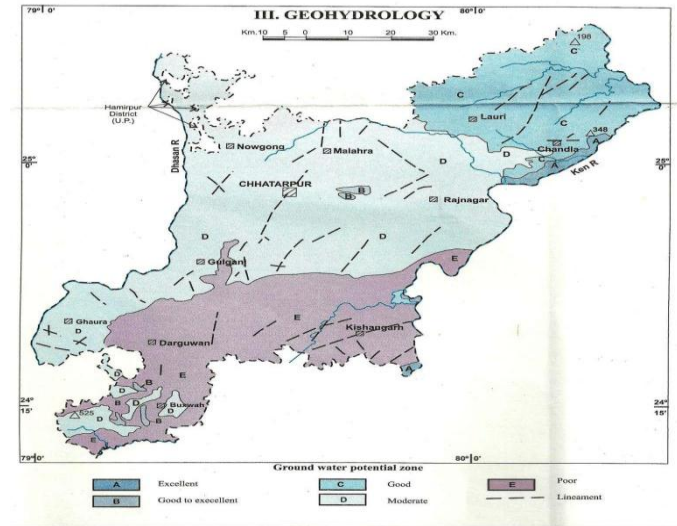 III. GEOHYDROLOGY
79° 0'
80° 0'
Km. 10 5 0 10 20 30 Km.
198
C
Hamirpur
District
(U.P.)
C
Lauri
C
348
Dhasan R
Nowgong
Malahra
D
D
Chandla
C
A
A
25°
0'
25°
0'
Ken R
CHHATARPUR
B
B
Rajnagar
D
D
Gulganj
E
E
Ghaura
D
Kishangarh
Darguwan
A
D
E
B
D
24°
15'
24°
15'
B
D
Buxwah
D
525
D
B
B
E
79° 0'
80° 0'
Ground water potential zone
A Excellent
C Good
E Poor
B Good to execellent
D Moderate
Lineament